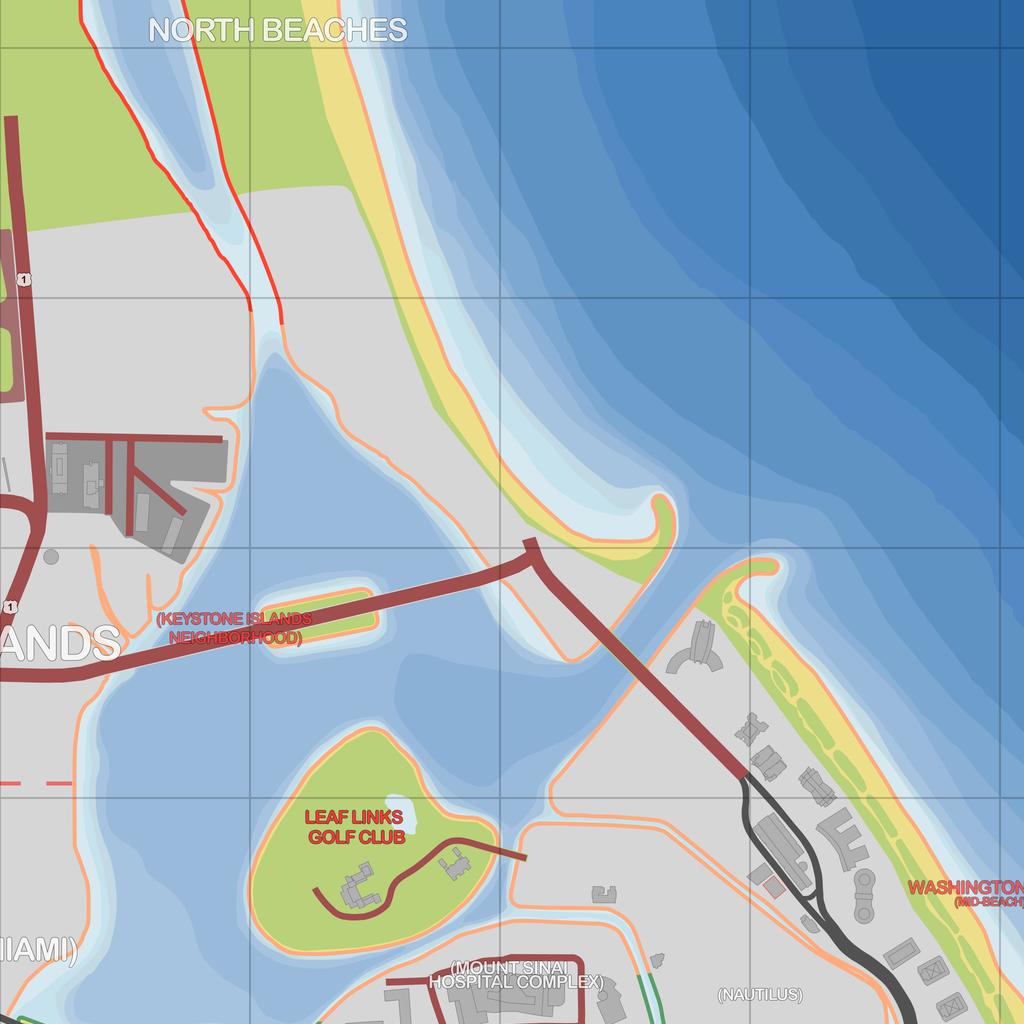 NORTH BEACHES
1
1
(KEYSTONE ISLANDS
NEIGHBORHOOD)
ANDS
LEAF LINKS
GOLF CLUB
WASHINGTON
(MID-BEACH)
IAMI)
(MOUNT SINAI
HOSPITAL COMPLEX)
(NAUTILUS)